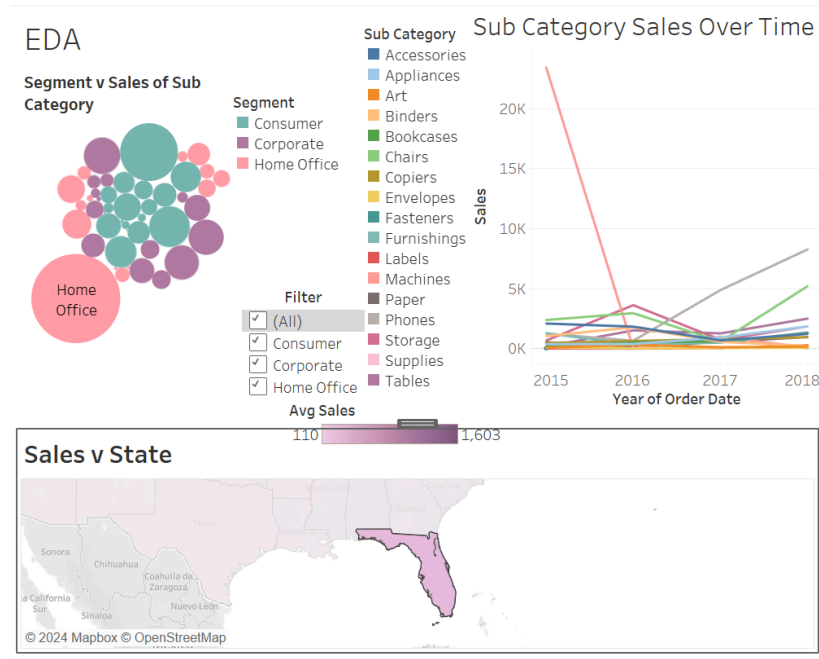 EDA
Segment v Sales of Sub
Category
Segment
Consumer
Corporate
Home Office
Home
Office
Filter
(All)
Consumer
Corporate
Home Office
Sub Category
Accessories
Appliances
Art
Binders
Bookcases
Chairs
Copiers
Envelopes
Fasteners
Furnishings
Labels
Machines
Paper
Phones
Storage
Supplies
Tables
Sub Category Sales Over Time
Sales
20K
15K
10K
5K
0K
2015 2016 2017 2018
Year of Order Date
Avg Sales
110 1,603
Sales v State
Texas
Sonora
Chihuahua
Coahuila de
Zaragoza
a California
Sur
Sinaloa
Nuevo León
© 2024 Mapbox © OpenStreetMap